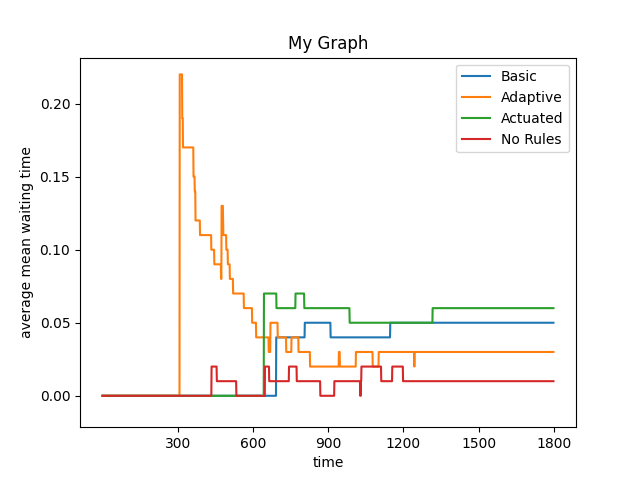 My Graph
Basic
Adaptive
Actuated
No Rules
0.20
0.15
0.10
0.05
0.00
average mean waiting time
300
600
900
1200
1500
1800
time